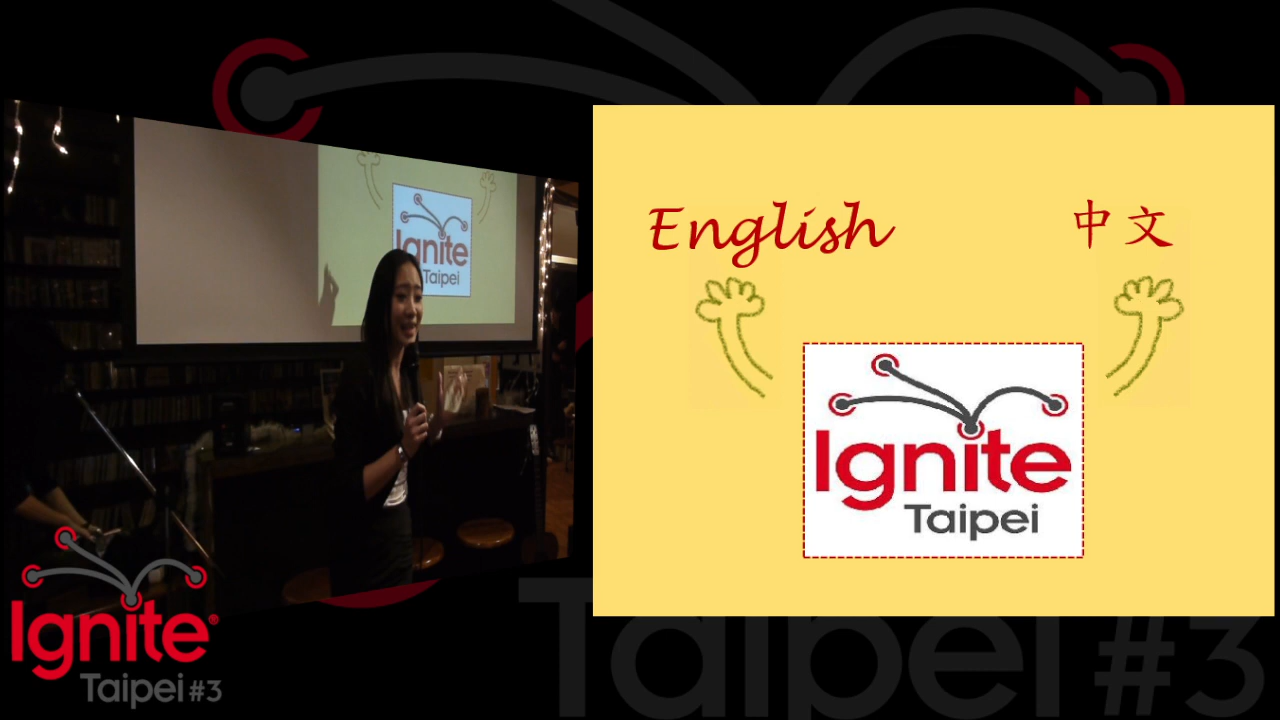 Ignite
Taipei
English
中文
Ignite
Taipei
Ignite®
Taipei #3
Taipei #3